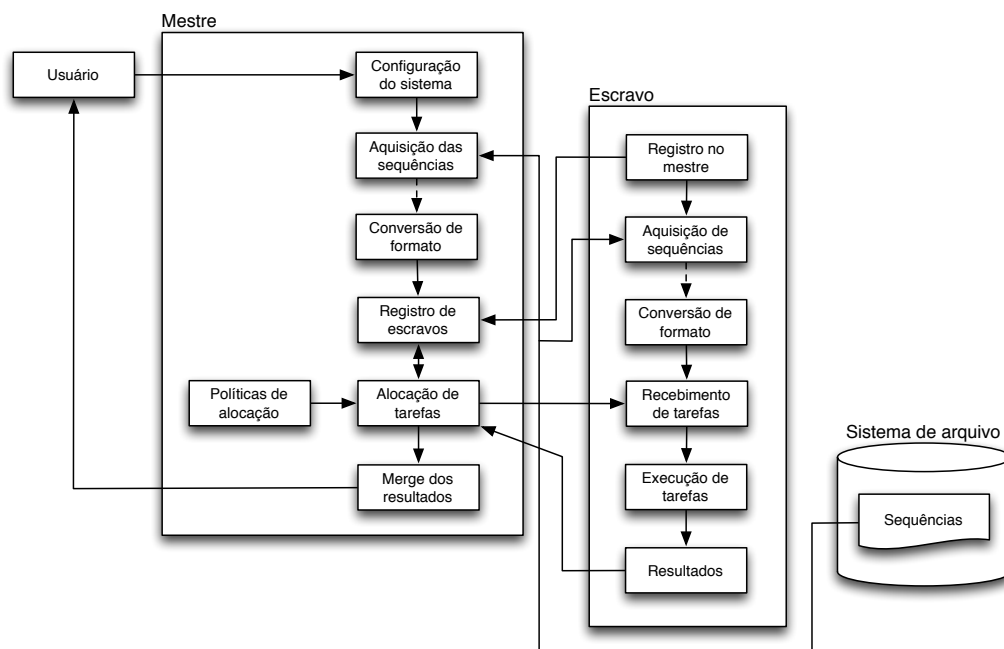 Mestre
Usuário
Configuração
do sistema
Aquisição das
sequências
Conversão de
formato
Registro de
escravos
Políticas de
alocação
Alocação de
tarefas
Merge dos
resultados
Escravo
Registro no
mestre
Aquisição de
sequências
Conversão de
formato
Recebimento
de tarefas
Execução de
tarefas
Resultados
Sistema de arquivo
Sequências